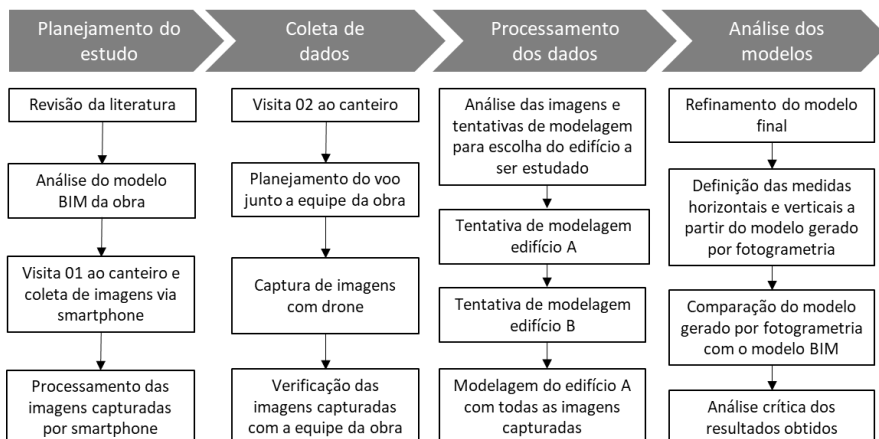 Planejamento do
estudo
Coleta de
dados
Processamento
dos dados
Análise dos
modelos
Revisão da literatura
Análise do modelo
BIM da obra
Visita 01 ao canteiro e
coleta de imagens via
smartphone
Processamento das
imagens capturadas
por smartphone
Visita 02 ao canteiro
Planejamento do voo
junto a equipe da obra
Captura de imagens
com drone
Verificação das
imagens capturadas
com a equipe da obra
Análise das imagens e
tentativas de modelagem
para escolha do edifício a
ser estudado
Tentativa de modelagem
edifício A
Tentativa de modelagem
edifício B
Modelagem do edifício A
com todas as imagens
capturadas
Refinamento do modelo
final
Definição das medidas
horizontais e verticais a
partir do modelo gerado
por fotogrametria
Comparação do modelo
gerado por fotogrametria
com o modelo BIM
Análise crítica dos
resultados obtidos